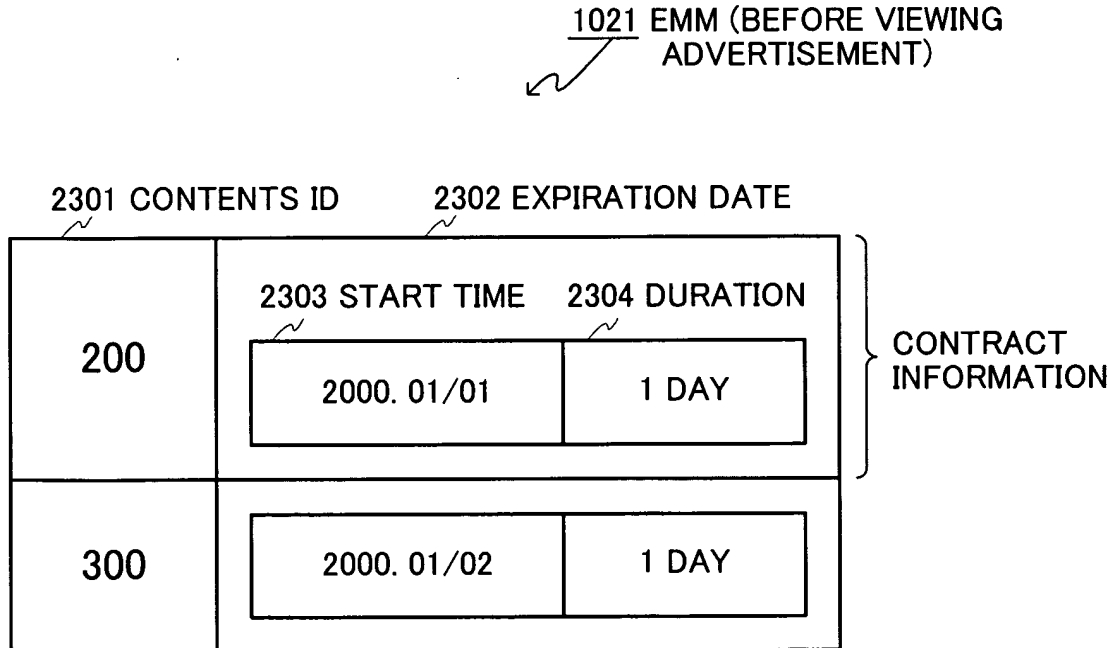 1021 EMM (BEFORE VIEWING
ADVERTISEMENT)
2301 CONTENTS ID
2302 EXPIRATION DATE
2303 START TIME
2304 DURATION
200
2000. 01/01
1 DAY
CONTRACT
INFORMATION
300
2000. 01/02
1 DAY